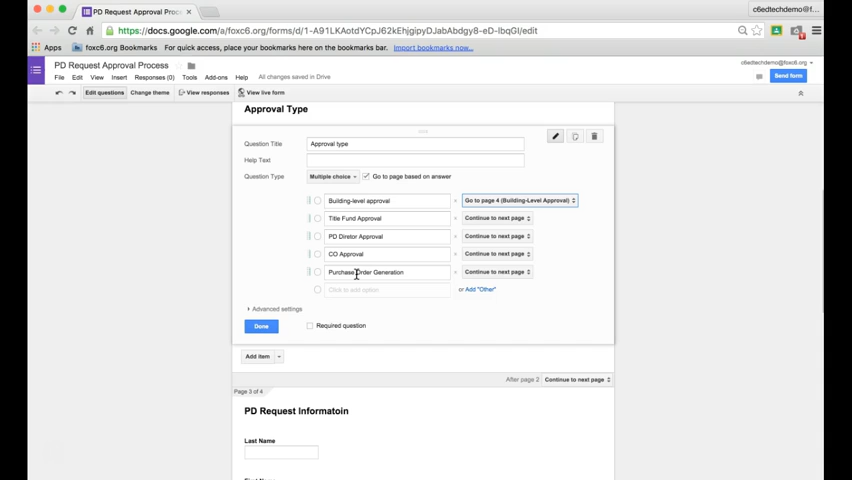 PD Request Approval Proce
c6edtechdemo@f...
https://docs.google.com/a/foxc6.org/forms/d/1-A91LKAotdYCpJ62kEhjgipyDJabAdbgy8-eD-IbqGI/edit
Apps foxc6.org Bookmarks For quick access, place your bookmarks here on the bookmarks bar. Import bookmarks now...
PD Request Approval Process
c6edtechdemo@foxc6.org
File Edit View Insert Responses (0) Tools Add-ons Help All changes saved in Drive
Send form
Edit questions Change theme View responses View live form
Approval Type
Question Title Approval type
Help Text
Question Type Multiple choice Go to page based on answer
Building-level approval Go to page 4 (Building-Level Approval)
Title Fund Approval Continue to next page
PD Diretor Approval Continue to next page
CO Approval Continue to next page
Purchase Order Generation Continue to next page
Click to add option or Add "Other"
Advanced settings
Done Required question
Add item
After page 2 Continue to next page
Page 3 of 4
PD Request Informatoin
Last Name